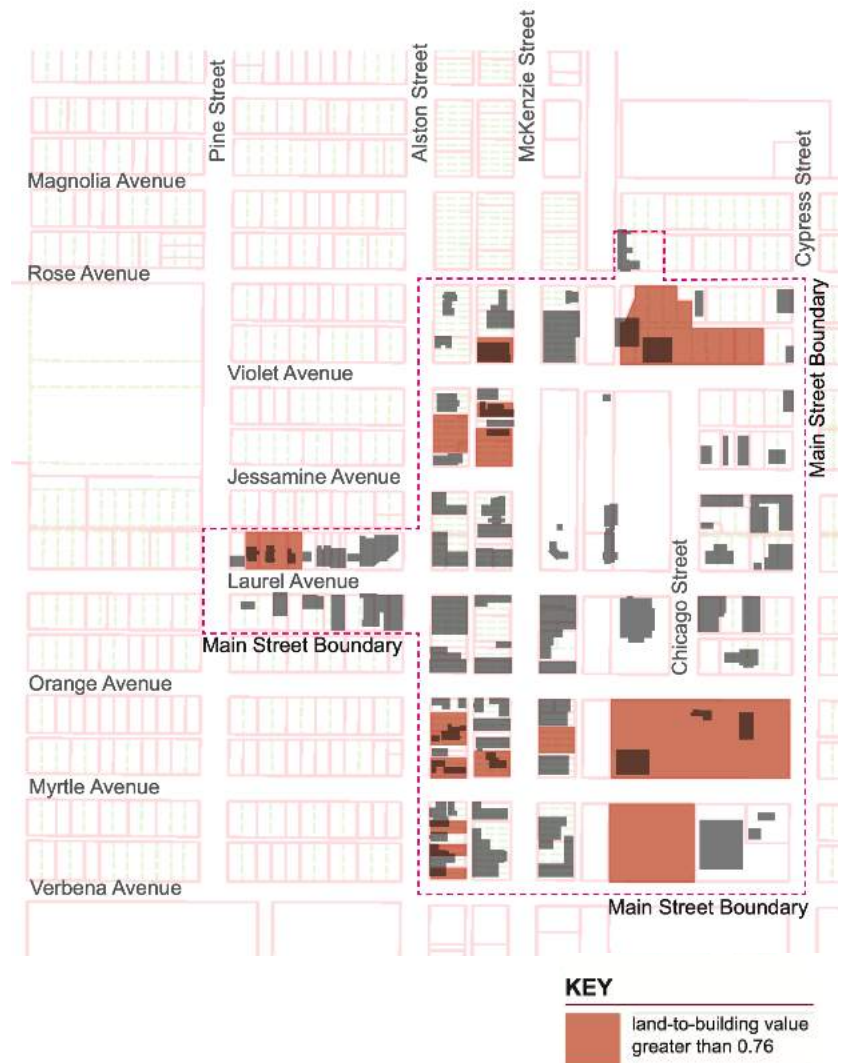 Pine Street
Alston Street
McKenzie Street
Cypress Street
Magnolia Avenue
Rose Avenue
Main Street Boundary
Violet Avenue
Jessamine Avenue
Laurel Avenue
Chicago Street
Main Street Boundary
Orange Avenue
Myrtle Avenue
Verbena Avenue
Main Street Boundary
KEY
land-to-building value
greater than 0.76